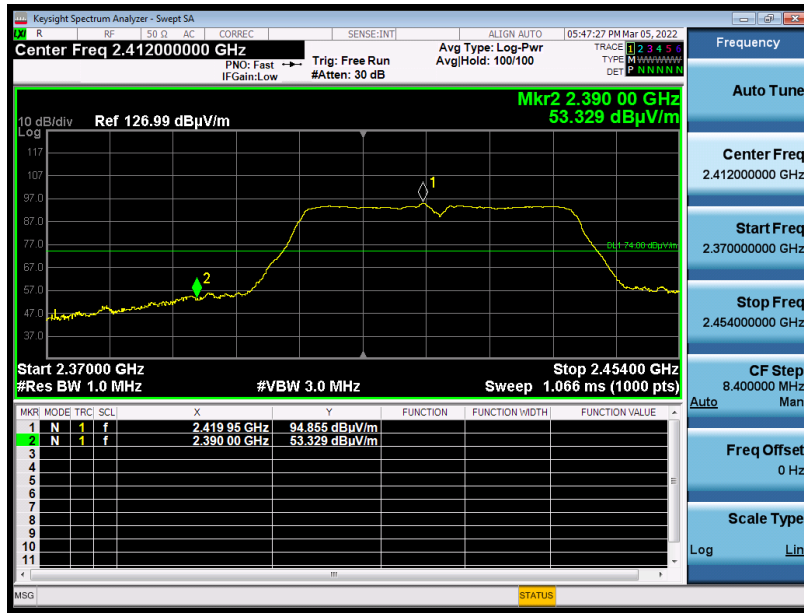 Keysight Spectrum Analyzer - Swept SA
LXI R RF 50 Ω AC CORREC SENSE:INT ALIGN AUTO 05:47:27 PM Mar 05, 2022
Center Freq 2.412000000 GHz
PNO: Fast
IFGain:Low
Trig: Free Run
#Atten: 30 dB
Avg Type: Log-Pwr
Avg|Hold: 100/100
TRACE 1 2 3 4 5 6
TYPE M W W W W W
DET P N N N N N
Mkr2 2.390 00 GHz
53.329 dBµV/m
10 dB/div Ref 126.99 dBµV/m
Log
117
107
97.0
87.0
77.0
67.0
57.0
47.0
37.0
1
2
DL1 74.00 dBµV/m
Start 2.37000 GHz Stop 2.45400 GHz
#Res BW 1.0 MHz #VBW 3.0 MHz Sweep 1.066 ms (1000 pts)
MKR MODE TRC SCL X Y FUNCTION FUNCTION WIDTH FUNCTION VALUE
1 N 1 f 2.419 95 GHz 94.855 dBµV/m
2 N 1 f 2.390 00 GHz 53.329 dBµV/m
3
4
5
6
7
8
9
10
11
MSG STATUS
Frequency
Auto Tune
Center Freq
2.412000000 GHz
Start Freq
2.370000000 GHz
Stop Freq
2.454000000 GHz
CF Step
8.400000 MHz
Auto Man
Freq Offset
0 Hz
Scale Type
Log Lin